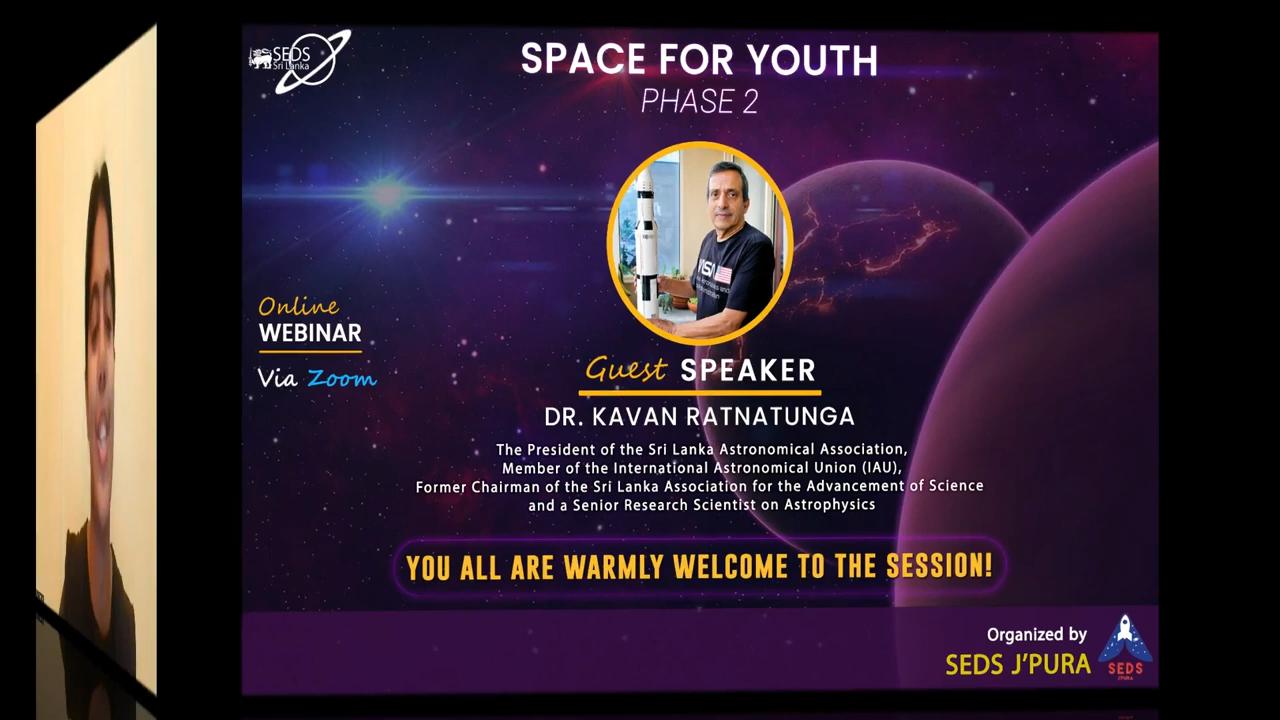 SEDS
Sri Lanka
SPACE FOR YOUTH
PHASE 2
Online
WEBINAR
Via Zoom
Guest SPEAKER
DR. KAVAN RATNATUNGA
The President of the Sri Lanka Astronomical Association,
Member of the International Astronomical Union (IAU),
Former Chairman of the Sri Lanka Association for the Advancement of Science
and a Senior Research Scientist on Astrophysics
YOU ALL ARE WARMLY WELCOME TO THE SESSION!
Organized by
SEDS J'PURA
SEDS
J'PURA